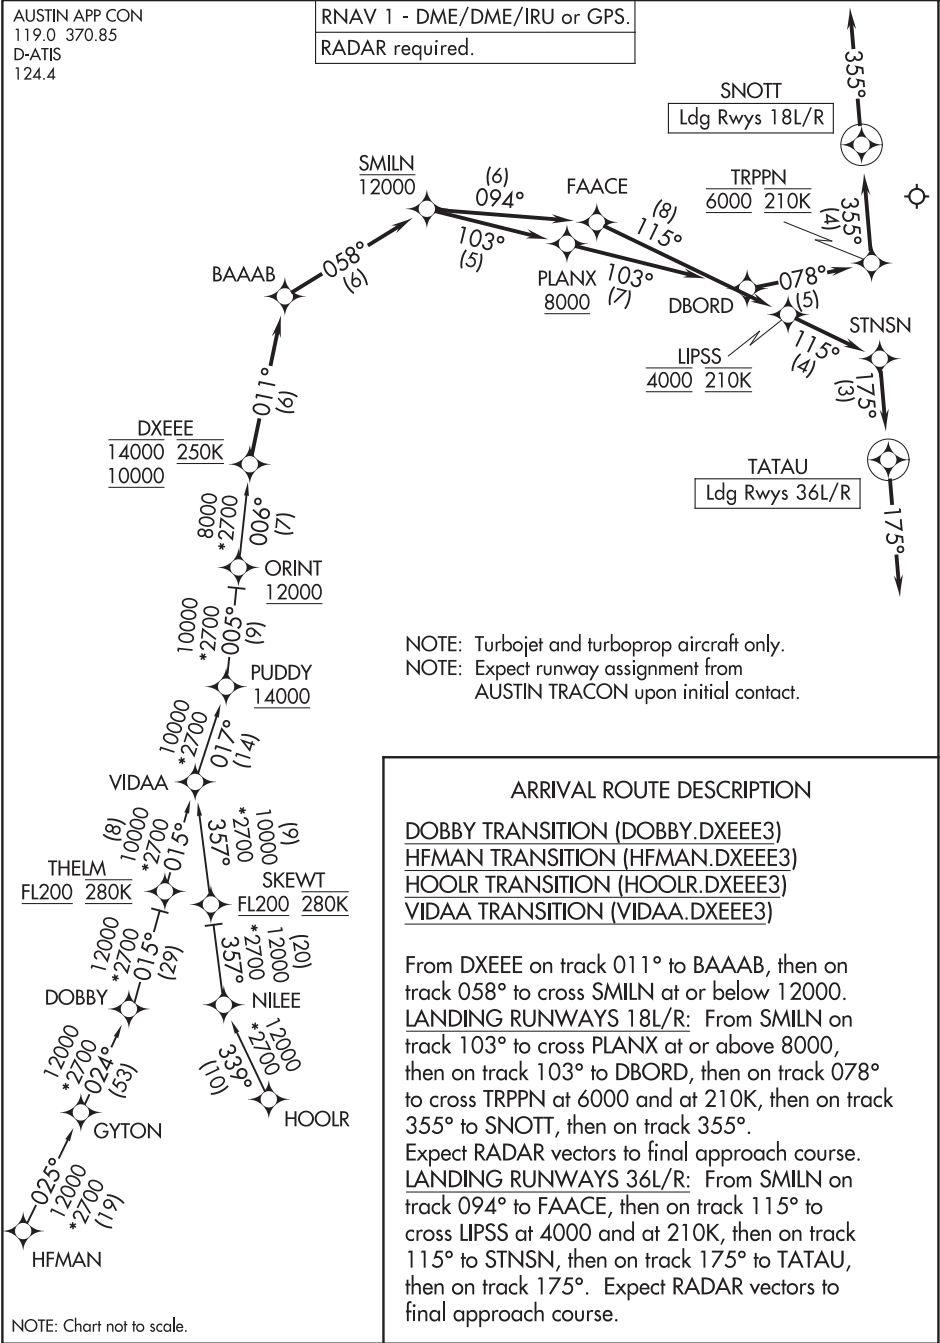 AUSTIN APP CON
119.0 370.85
D-ATIS
124.4
RNAV 1 - DME/DME/IRU or GPS.
RADAR required.
355°
SNOTT
Ldg Rwys 18L/R
TRPPN
6000 210K
355°
(4)
SMILN
12000
(6)
094°
FAACE
(8)
115°
103°
(5)
PLANX
8000
103°
(7)
DBORD
078°
(5)
LIPSS
4000 210K
115°
(4)
STNSN
175°
(3)
TATAU
Ldg Rwys 36L/R
175°
BAAAB
058°
(6)
011°
(6)
DXEEE
14000 250K
10000
8000
*2700
006°
(7)
ORINT
12000
10000
*2700
005°
(9)
PUDDY
14000
10000
*2700
017°
(14)
VIDAA
(8)
10000
*2700
015°
(9)
10000
*2700
357°
THELM
FL200 280K
SKEWT
FL200 280K
12000
*2700
015°
(29)
(20)
12000
*2700
357°
DOBBY
NILEE
12000
*2700
024°
(53)
12000
*2700
339°
(10)
GYTON
HOOLR
025°
12000
*2700
(19)
HFMAN
NOTE: Chart not to scale.
NOTE: Turbojet and turboprop aircraft only.
NOTE: Expect runway assignment from
AUSTIN TRACON upon initial contact.
ARRIVAL ROUTE DESCRIPTION
DOBBY TRANSITION (DOBBY.DXEEE3)
HFMAN TRANSITION (HFMAN.DXEEE3)
HOOLR TRANSITION (HOOLR.DXEEE3)
VIDAA TRANSITION (VIDAA.DXEEE3)
From DXEEE on track 011° to BAAAB, then on
track 058° to cross SMILN at or below 12000.
LANDING RUNWAYS 18L/R: From SMILN on
track 103° to cross PLANX at or above 8000,
then on track 103° to DBORD, then on track 078°
to cross TRPPN at 6000 and at 210K, then on track
355° to SNOTT, then on track 355°.
Expect RADAR vectors to final approach course.
LANDING RUNWAYS 36L/R: From SMILN on
track 094° to FAACE, then on track 115° to
cross LIPSS at 4000 and at 210K, then on track
115° to STNSN, then on track 175° to TATAU,
then on track 175°. Expect RADAR vectors to
final approach course.